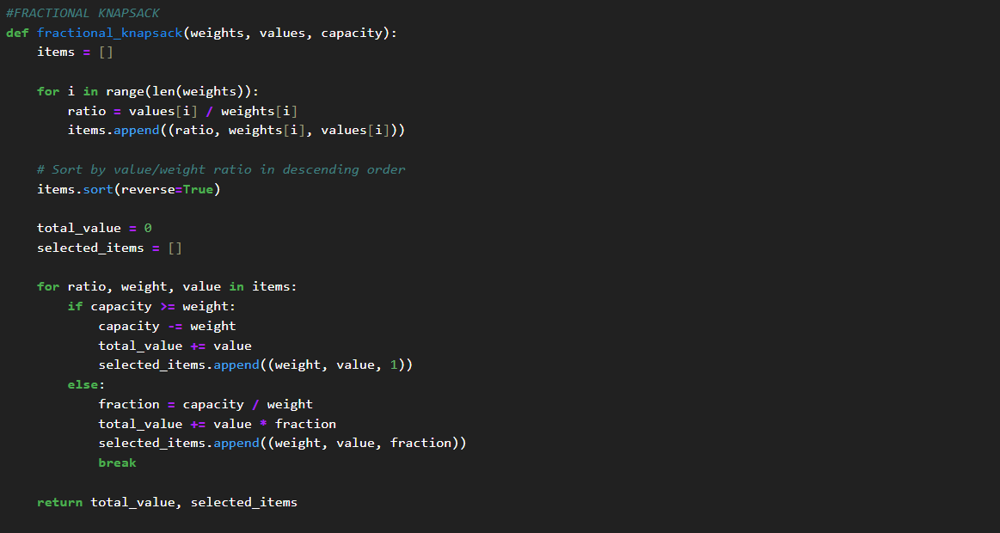 #FRACTIONAL KNAPSACK
def fractional_knapsack(weights, values, capacity):
    items = []

    for i in range(len(weights)):
        ratio = values[i] / weights[i]
        items.append((ratio, weights[i], values[i]))

    # Sort by value/weight ratio in descending order
    items.sort(reverse=True)

    total_value = 0
    selected_items = []

    for ratio, weight, value in items:
        if capacity >= weight:
            capacity -= weight
            total_value += value
            selected_items.append((weight, value, 1))
        else:
            fraction = capacity / weight
            total_value += value * fraction
            selected_items.append((weight, value, fraction))
            break

    return total_value, selected_items